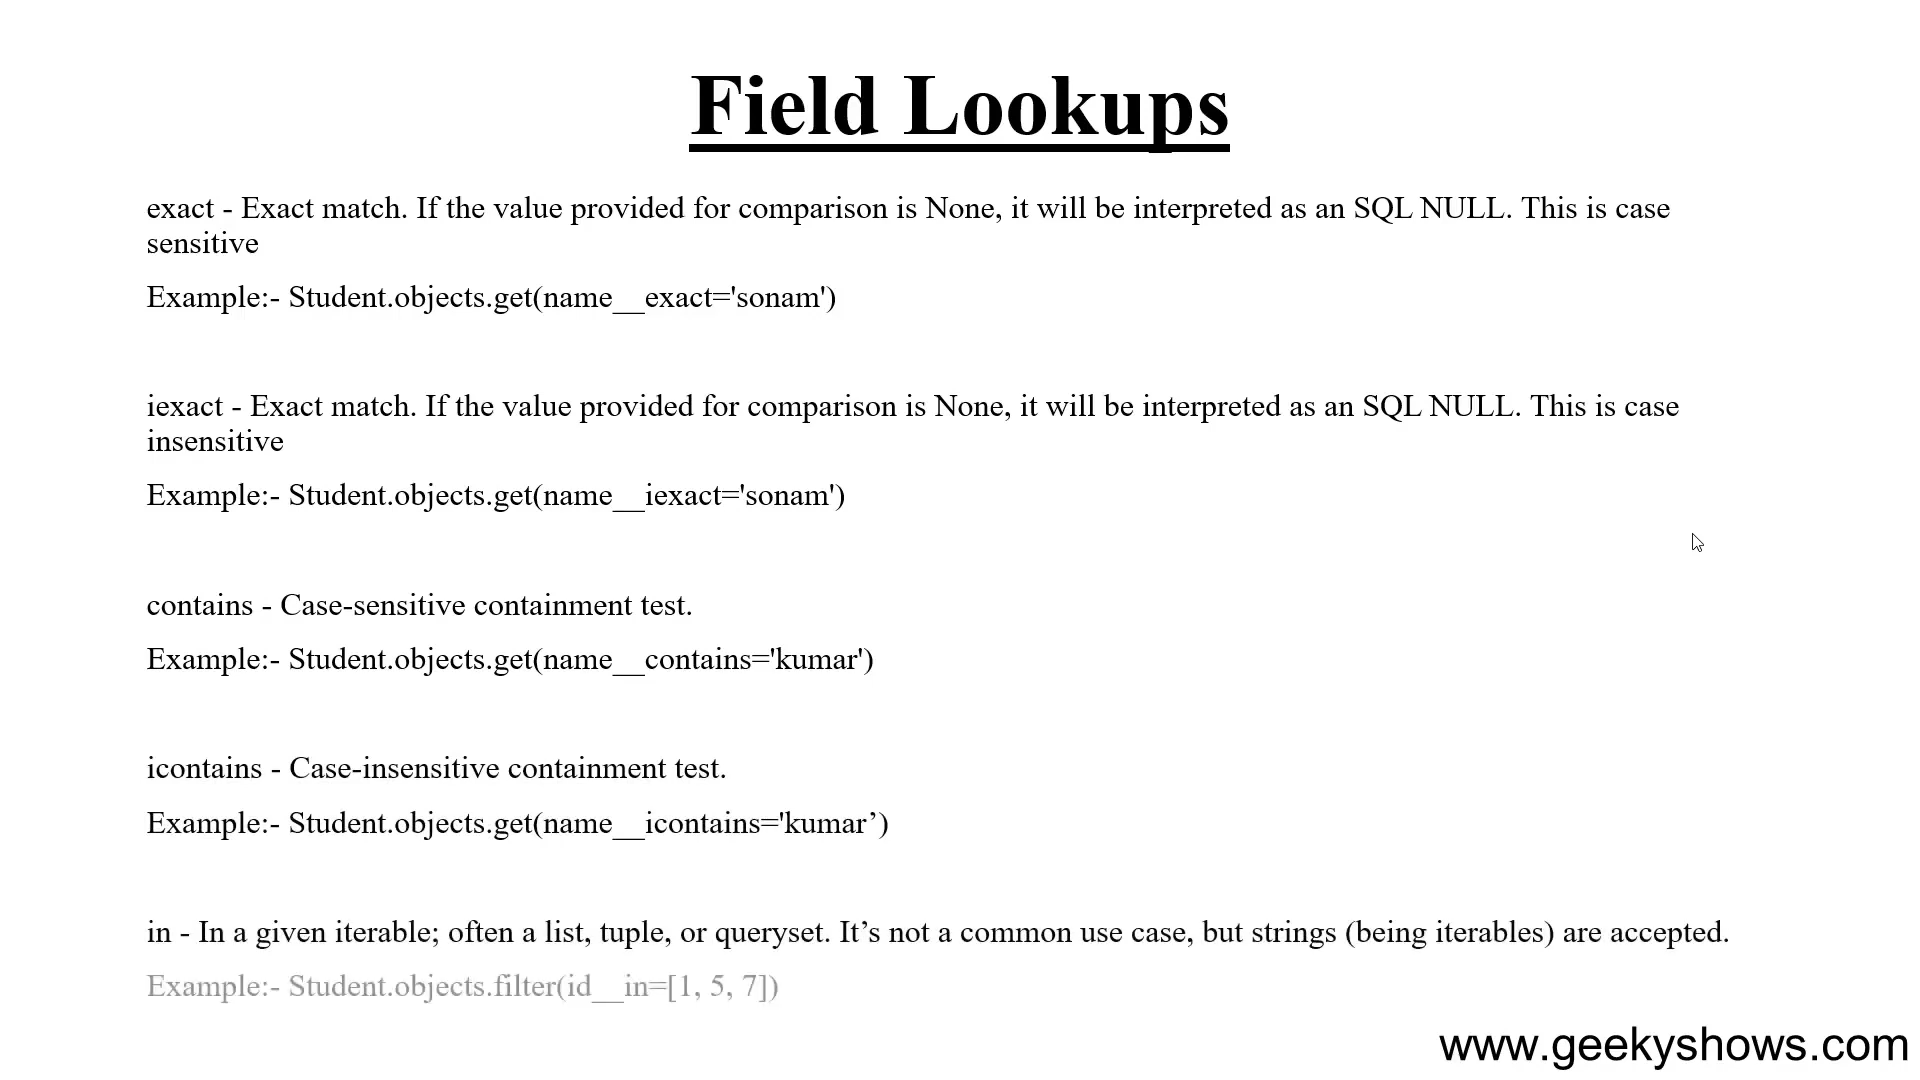 Field Lookups
exact - Exact match. If the value provided for comparison is None, it will be interpreted as an SQL NULL. This is case
sensitive
Example:- Student.objects.get(name__exact='sonam')
iexact - Exact match. If the value provided for comparison is None, it will be interpreted as an SQL NULL. This is case
insensitive
Example:- Student.objects.get(name__iexact='sonam')
contains - Case-sensitive containment test.
Example:- Student.objects.get(name__contains='kumar')
icontains - Case-insensitive containment test.
Example:- Student.objects.get(name__icontains='kumar’)
in - In a given iterable; often a list, tuple, or queryset. It’s not a common use case, but strings (being iterables) are accepted.
Example:- Student.objects.filter(id__in=[1, 5, 7])
www.geekyshows.com